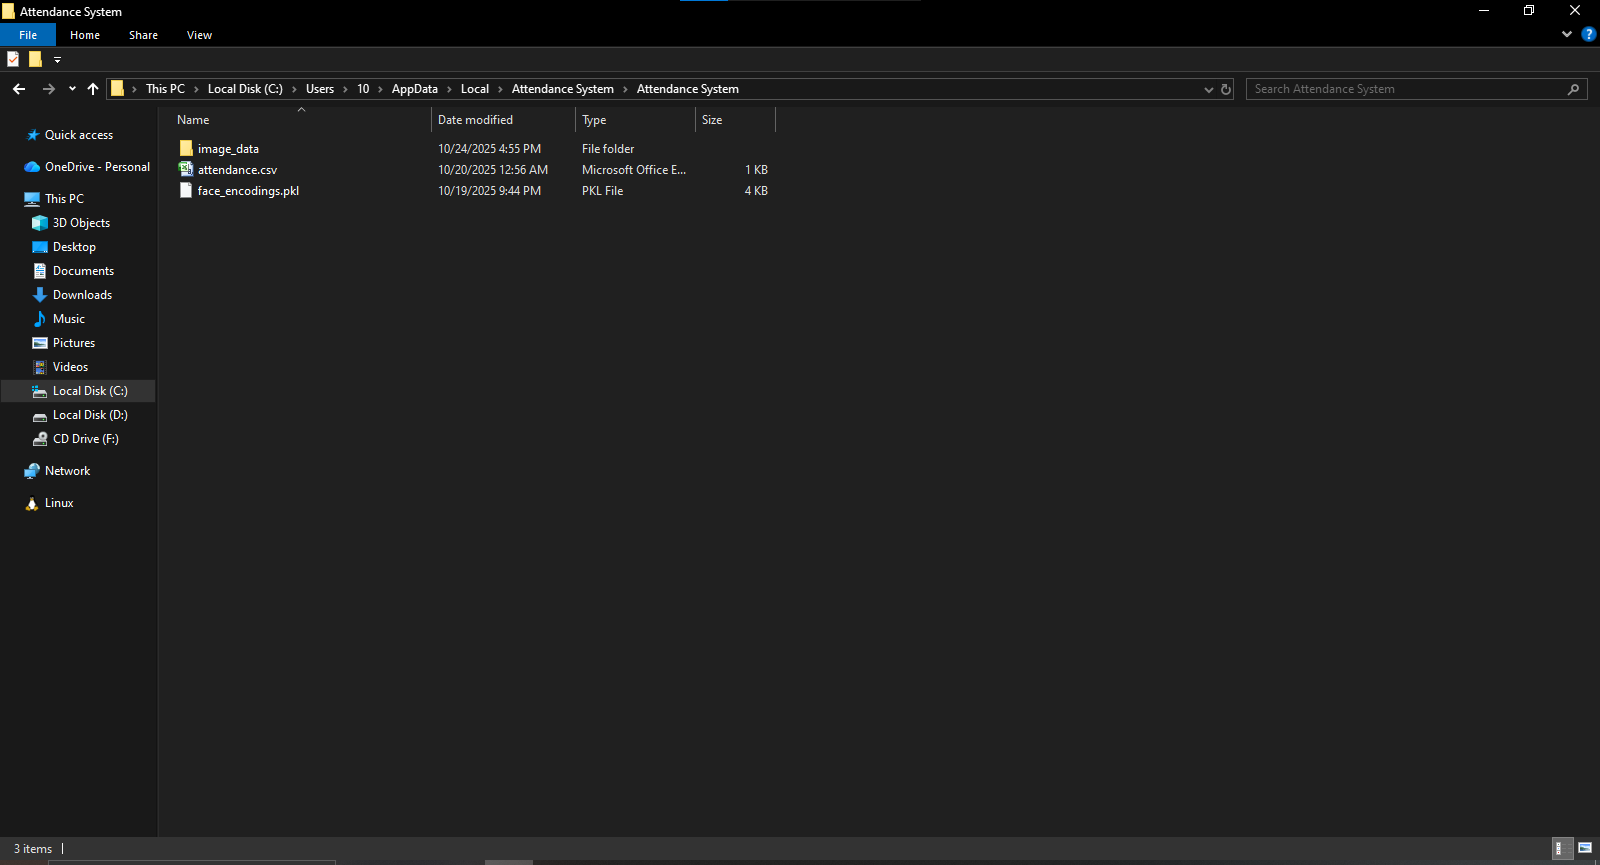 Attendance System
File Home Share View
This PC Local Disk (C:) Users 10 AppData Local Attendance System Attendance System
Search Attendance System
Name Date modified Type Size
image_data 10/24/2025 4:55 PM File folder
attendance.csv 10/20/2025 12:56 AM Microsoft Office E... 1 KB
face_encodings.pkl 10/19/2025 9:44 PM PKL File 4 KB
Quick access
OneDrive - Personal
This PC
3D Objects
Desktop
Documents
Downloads
Music
Pictures
Videos
Local Disk (C:)
Local Disk (D:)
CD Drive (F:)
Network
Linux
3 items